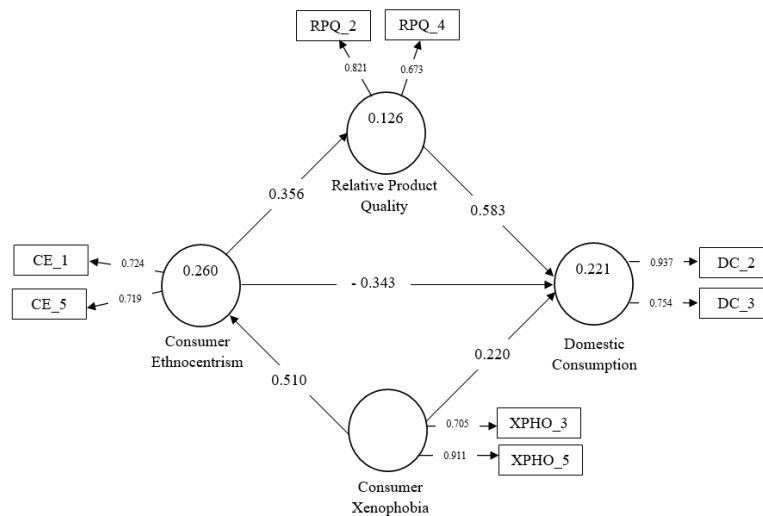 RPQ_2
RPQ_4
0.821
0.673
0.126
Relative Product
Quality
0.356
0.583
CE_1
CE_5
0.724
0.719
0.260
Consumer
Ethnocentrism
- 0.343
0.221
Domestic
Consumption
0.937
0.754
DC_2
DC_3
0.510
0.220
Consumer
Xenophobia
0.705
0.911
XPHO_3
XPHO_5